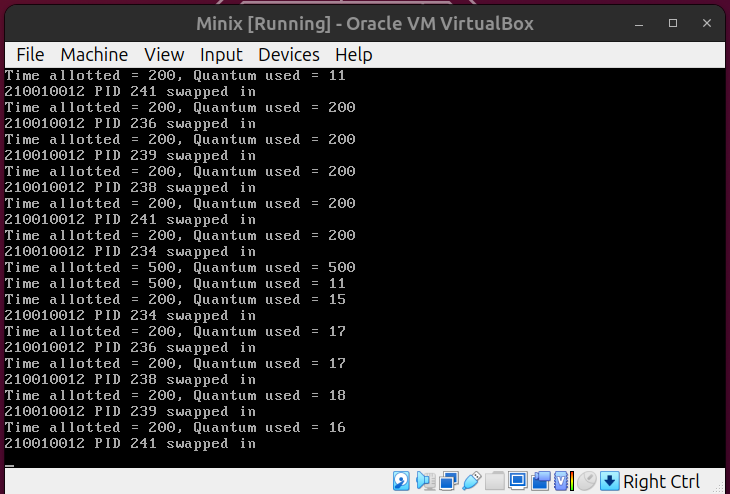 Minix [Running] - Oracle VM VirtualBox
File Machine View Input Devices Help
Time allotted = 200, Quantum used = 11
210010012 PID 241 swapped in
Time allotted = 200, Quantum used = 200
210010012 PID 236 swapped in
Time allotted = 200, Quantum used = 200
210010012 PID 239 swapped in
Time allotted = 200, Quantum used = 200
210010012 PID 238 swapped in
Time allotted = 200, Quantum used = 200
210010012 PID 241 swapped in
Time allotted = 200, Quantum used = 200
210010012 PID 234 swapped in
Time allotted = 500, Quantum used = 500
Time allotted = 500, Quantum used = 11
Time allotted = 200, Quantum used = 15
210010012 PID 234 swapped in
Time allotted = 200, Quantum used = 17
210010012 PID 236 swapped in
Time allotted = 200, Quantum used = 17
210010012 PID 238 swapped in
Time allotted = 200, Quantum used = 18
210010012 PID 239 swapped in
Time allotted = 200, Quantum used = 16
210010012 PID 241 swapped in
Right Ctrl